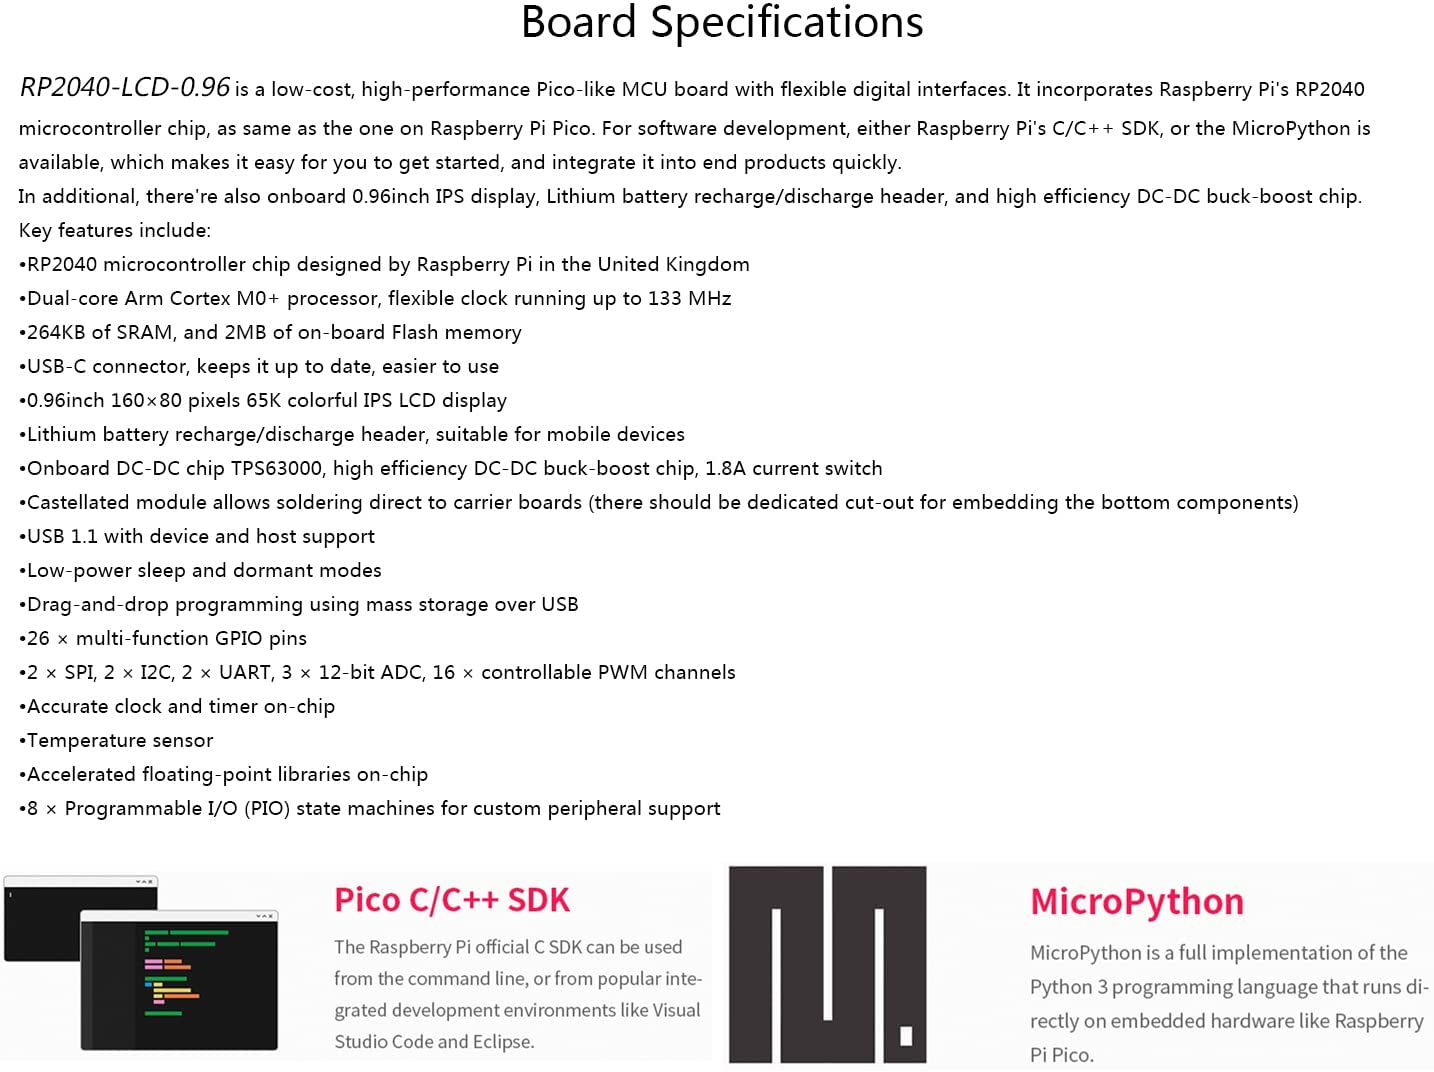 Board Specifications
RP2040-LCD-0.96 is a low-cost, high-performance Pico-like MCU board with flexible digital interfaces. It incorporates Raspberry Pi's RP2040
microcontroller chip, as same as the one on Raspberry Pi Pico. For software development, either Raspberry Pi's C/C++ SDK, or the MicroPython is
available, which makes it easy for you to get started, and integrate it into end products quickly.
In additional, there're also onboard 0.96inch IPS display, Lithium battery recharge/discharge header, and high efficiency DC-DC buck-boost chip.
Key features include:
•RP2040 microcontroller chip designed by Raspberry Pi in the United Kingdom
•Dual-core Arm Cortex M0+ processor, flexible clock running up to 133 MHz
•264KB of SRAM, and 2MB of on-board Flash memory
•USB-C connector, keeps it up to date, easier to use
•0.96inch 160×80 pixels 65K colorful IPS LCD display
•Lithium battery recharge/discharge header, suitable for mobile devices
•Onboard DC-DC chip TPS63000, high efficiency DC-DC buck-boost chip, 1.8A current switch
•Castellated module allows soldering direct to carrier boards (there should be dedicated cut-out for embedding the bottom components)
•USB 1.1 with device and host support
•Low-power sleep and dormant modes
•Drag-and-drop programming using mass storage over USB
•26 × multi-function GPIO pins
•2 × SPI, 2 × I2C, 2 × UART, 3 × 12-bit ADC, 16 × controllable PWM channels
•Accurate clock and timer on-chip
•Temperature sensor
•Accelerated floating-point libraries on-chip
•8 × Programmable I/O (PIO) state machines for custom peripheral support
Pico C/C++ SDK
The Raspberry Pi official C SDK can be used
from the command line, or from popular inte-
grated development environments like Visual
Studio Code and Eclipse.
MicroPython
MicroPython is a full implementation of the
Python 3 programming language that runs di-
rectly on embedded hardware like Raspberry
Pi Pico.